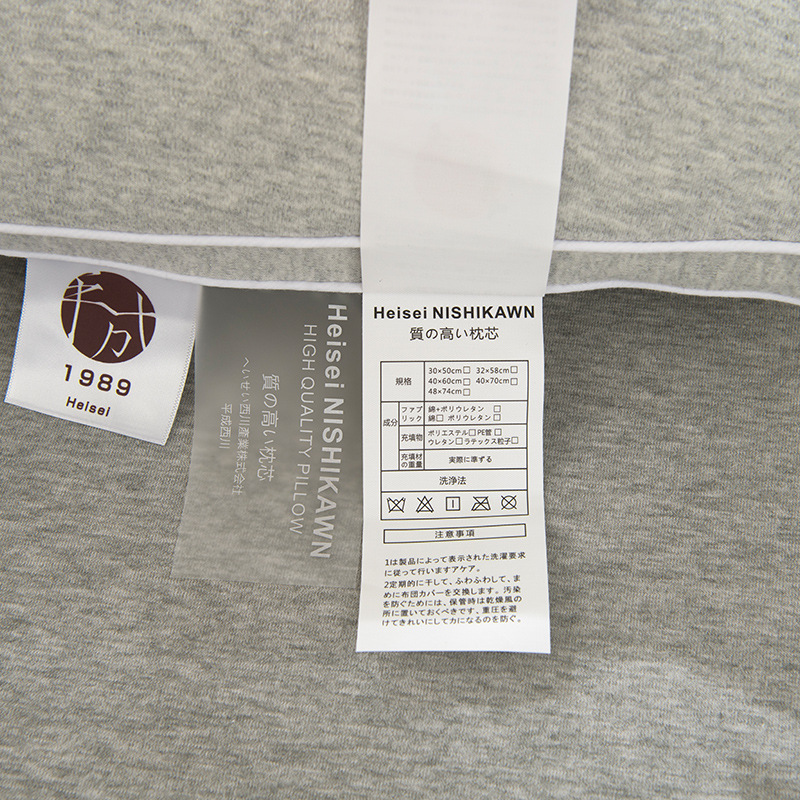 1989
Heisei
Heisei NISHIKAWN
HIGH QUALITY PILLOW
質の高い枕芯
へいせい西川産業株式会社
平成西川
Heisei NISHIKAWN
質の高い枕芯
規格
30×50cm□ 32×58cm□
40×60cm□ 40×70cm□
48×74cm□
成分
ファブリック
綿+ポリウレタン □
綿□ ポリウレタン □
充填物
ポリエステル□ PE管□
ウレタン□ ラテックス粒子□
充填材の重量
実際に準ずる
洗浄法
注意事項
1は製品によって表示された洗濯要求
に従って行いますアケア。
2定期的に干して、ふわふわして、ま
めに布団カバーを交換します。汚染
を防ぐためには、保管時は乾燥風の
所に置いておくべきです、重圧を避
けてきれいにして力になるのを防ぐ。